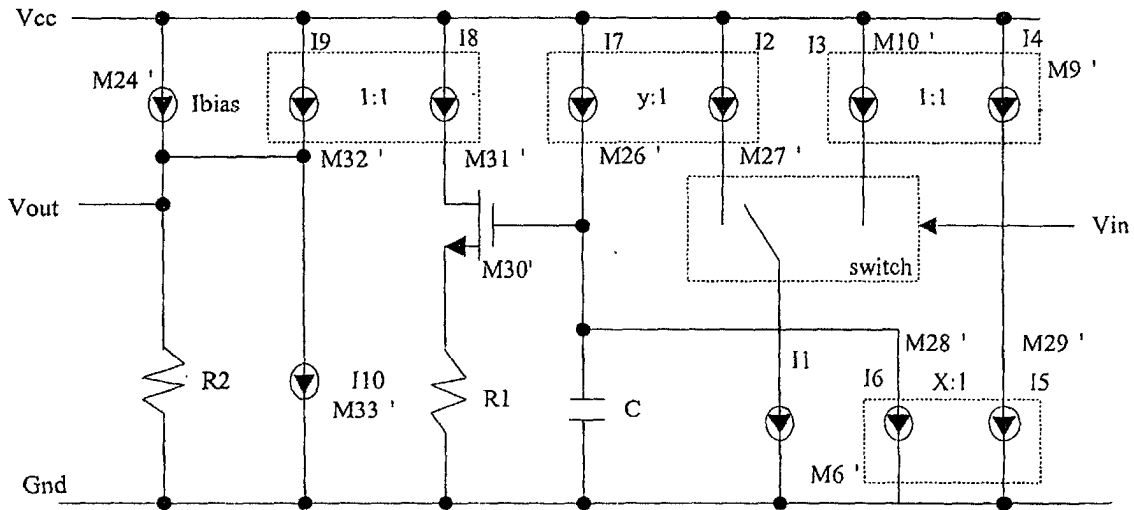 Vcc
I9 I8 I7 I2 I3 M10 ' I4
M24 ' Ibias 1:1 y:1 1:1 M9 '
M32 ' M31 ' M26 ' M27 '
Vout Vin
M30' switch
M28 ' M29 '
R2 I10 R1 C I1 I6 X:1 I5
M33 '
M6 '
Gnd